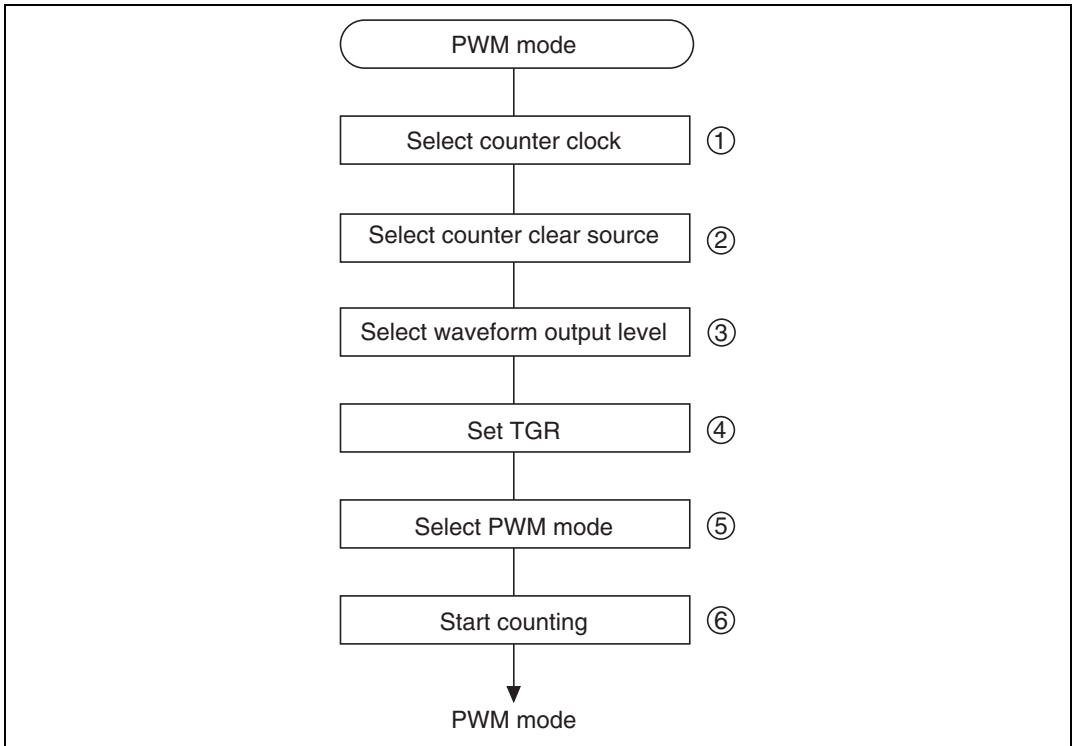 PWM mode
Select counter clock ①
Select counter clear source ②
Select waveform output level ③
Set TGR ④
Select PWM mode ⑤
Start counting ⑥
PWM mode